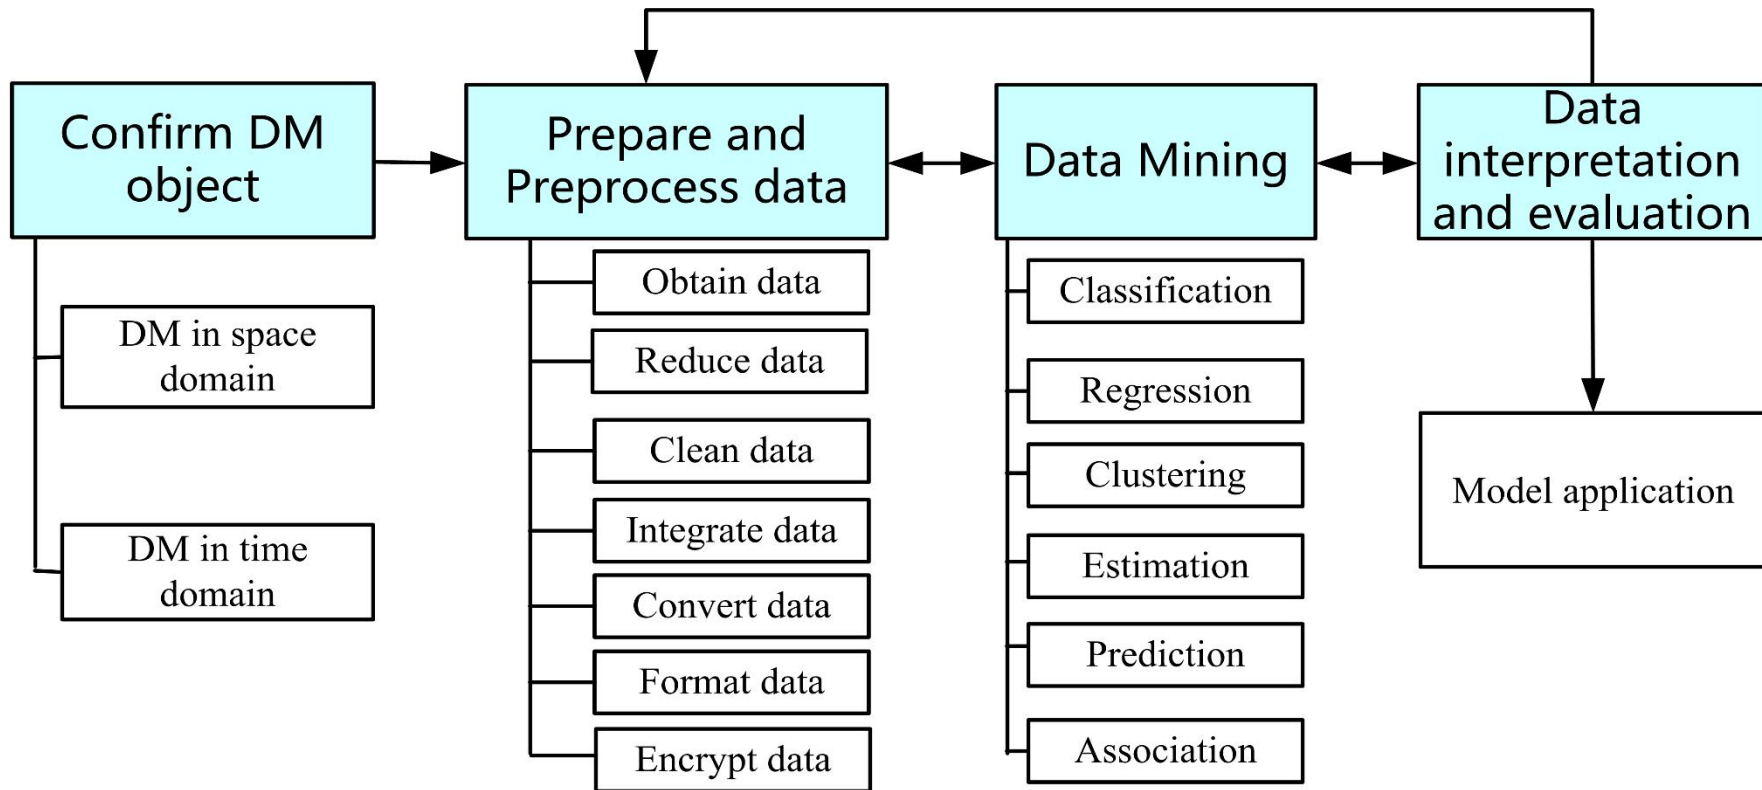 Confirm DM
object
DM in space
domain
DM in time
domain
Prepare and
Preprocess data
Obtain data
Reduce data
Clean data
Integrate data
Convert data
Format data
Encrypt data
Data Mining
Classification
Regression
Clustering
Estimation
Prediction
Association
Data
interpretation
and evaluation
Model application